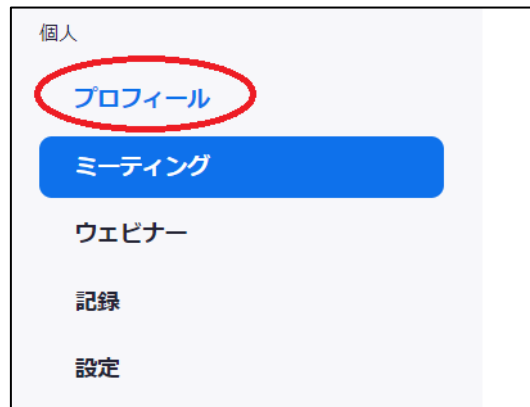 個人
プロフィール
ミーティング
ウェビナー
記録
設定